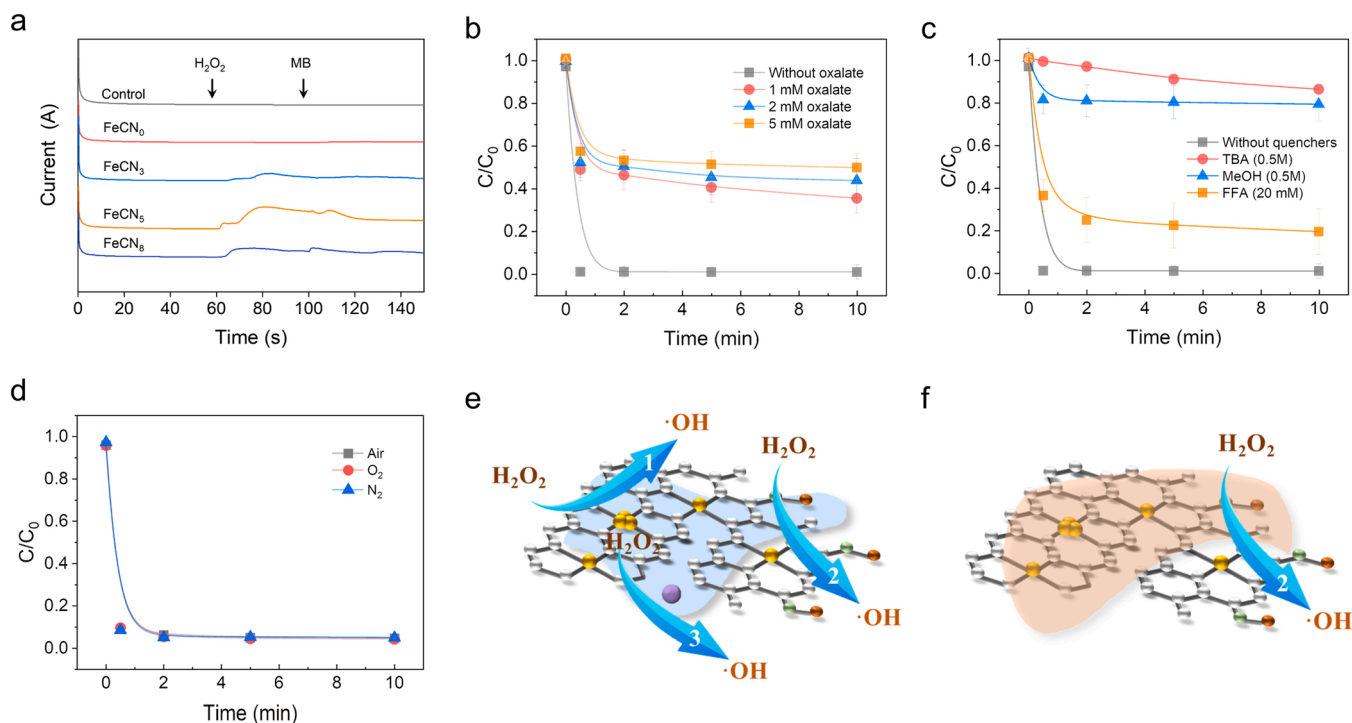 a
H₂O₂
MB
Control
FeCN₀
FeCN₃
FeCN₅
FeCN₈
Current (A)
0 20 40 60 80 100 120 140
Time (s)
b
Without oxalate
1 mM oxalate
2 mM oxalate
5 mM oxalate
C/C₀
1.0
0.8
0.6
0.4
0.2
0.0
0 2 4 6 8 10
Time (min)
c
Without quenchers
TBA (0.5M)
MeOH (0.5M)
FFA (20 mM)
C/C₀
1.0
0.8
0.6
0.4
0.2
0.0
0 2 4 6 8 10
Time (min)
d
Air
O₂
N₂
C/C₀
1.0
0.8
0.6
0.4
0.2
0.0
0 2 4 6 8 10
Time (min)
e
·OH
H₂O₂
1
H₂O₂
H₂O₂
2
·OH
3
·OH
f
H₂O₂
2
·OH